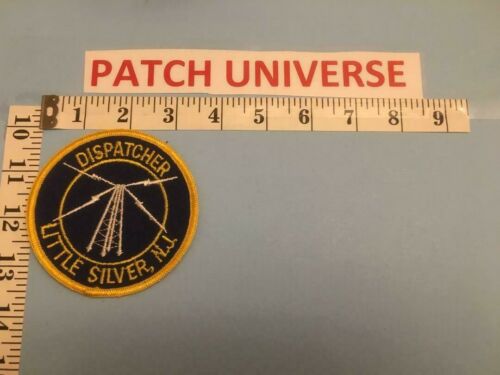 PATCH UNIVERSE
1 2 3 4 5 6 7 8 9
10
11
12
13
14
DISPATCHER
LITTLE SILVER, N.J.